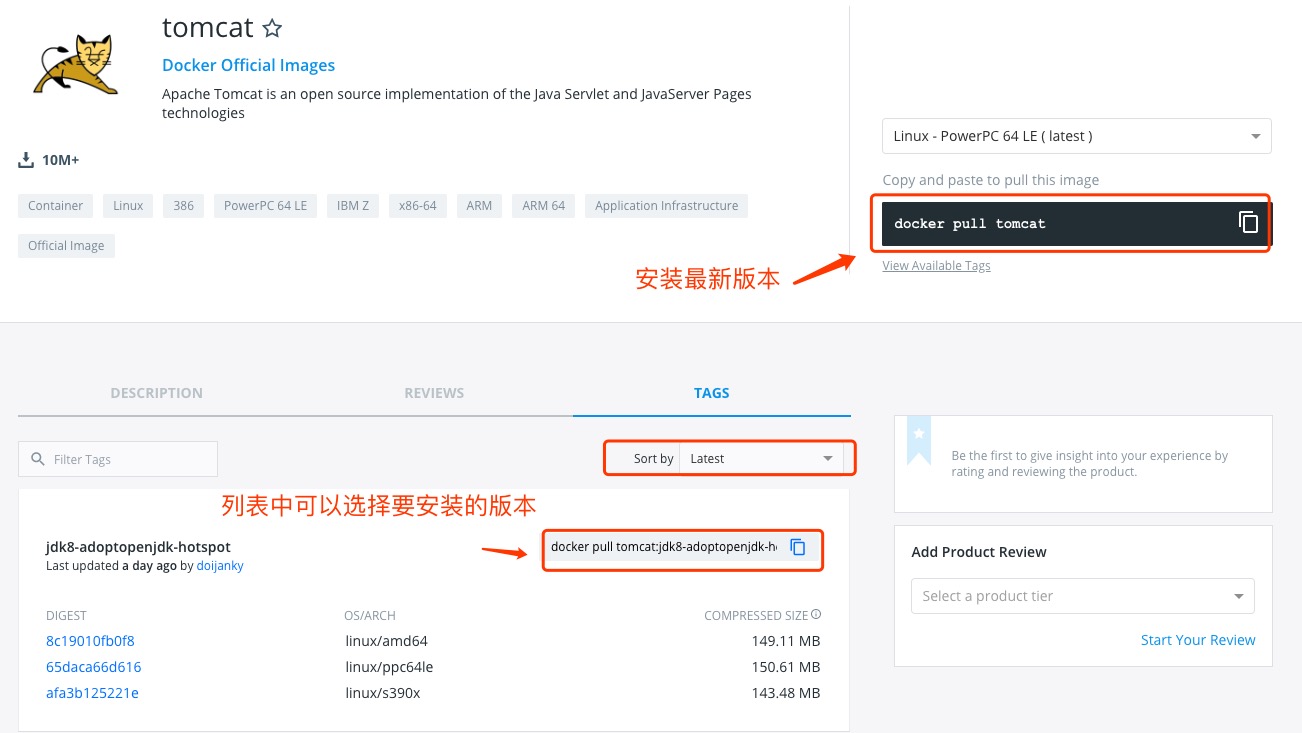 tomcat
Docker Official Images
Apache Tomcat is an open source implementation of the Java Servlet and JavaServer Pages
technologies
10M+
Container Linux 386 PowerPC 64 LE IBM Z x86-64 ARM ARM 64 Application Infrastructure
Official Image
Linux - PowerPC 64 LE ( latest )
Copy and paste to pull this image
docker pull tomcat
View Available Tags
安装最新版本
DESCRIPTION REVIEWS TAGS
Filter Tags
Sort by Latest
列表中可以选择要安装的版本
jdk8-adoptopenjdk-hotspot
docker pull tomcat:jdk8-adoptopenjdk-h
Last updated a day ago by doijanky
DIGEST OS/ARCH COMPRESSED SIZE
8c19010fb0f8 linux/amd64 149.11 MB
65daca66d616 linux/ppc64le 150.61 MB
afa3b125221e linux/s390x 143.48 MB
Be the first to give insight into your experience by
rating and reviewing the product.
Add Product Review
Select a product tier
Start Your Review